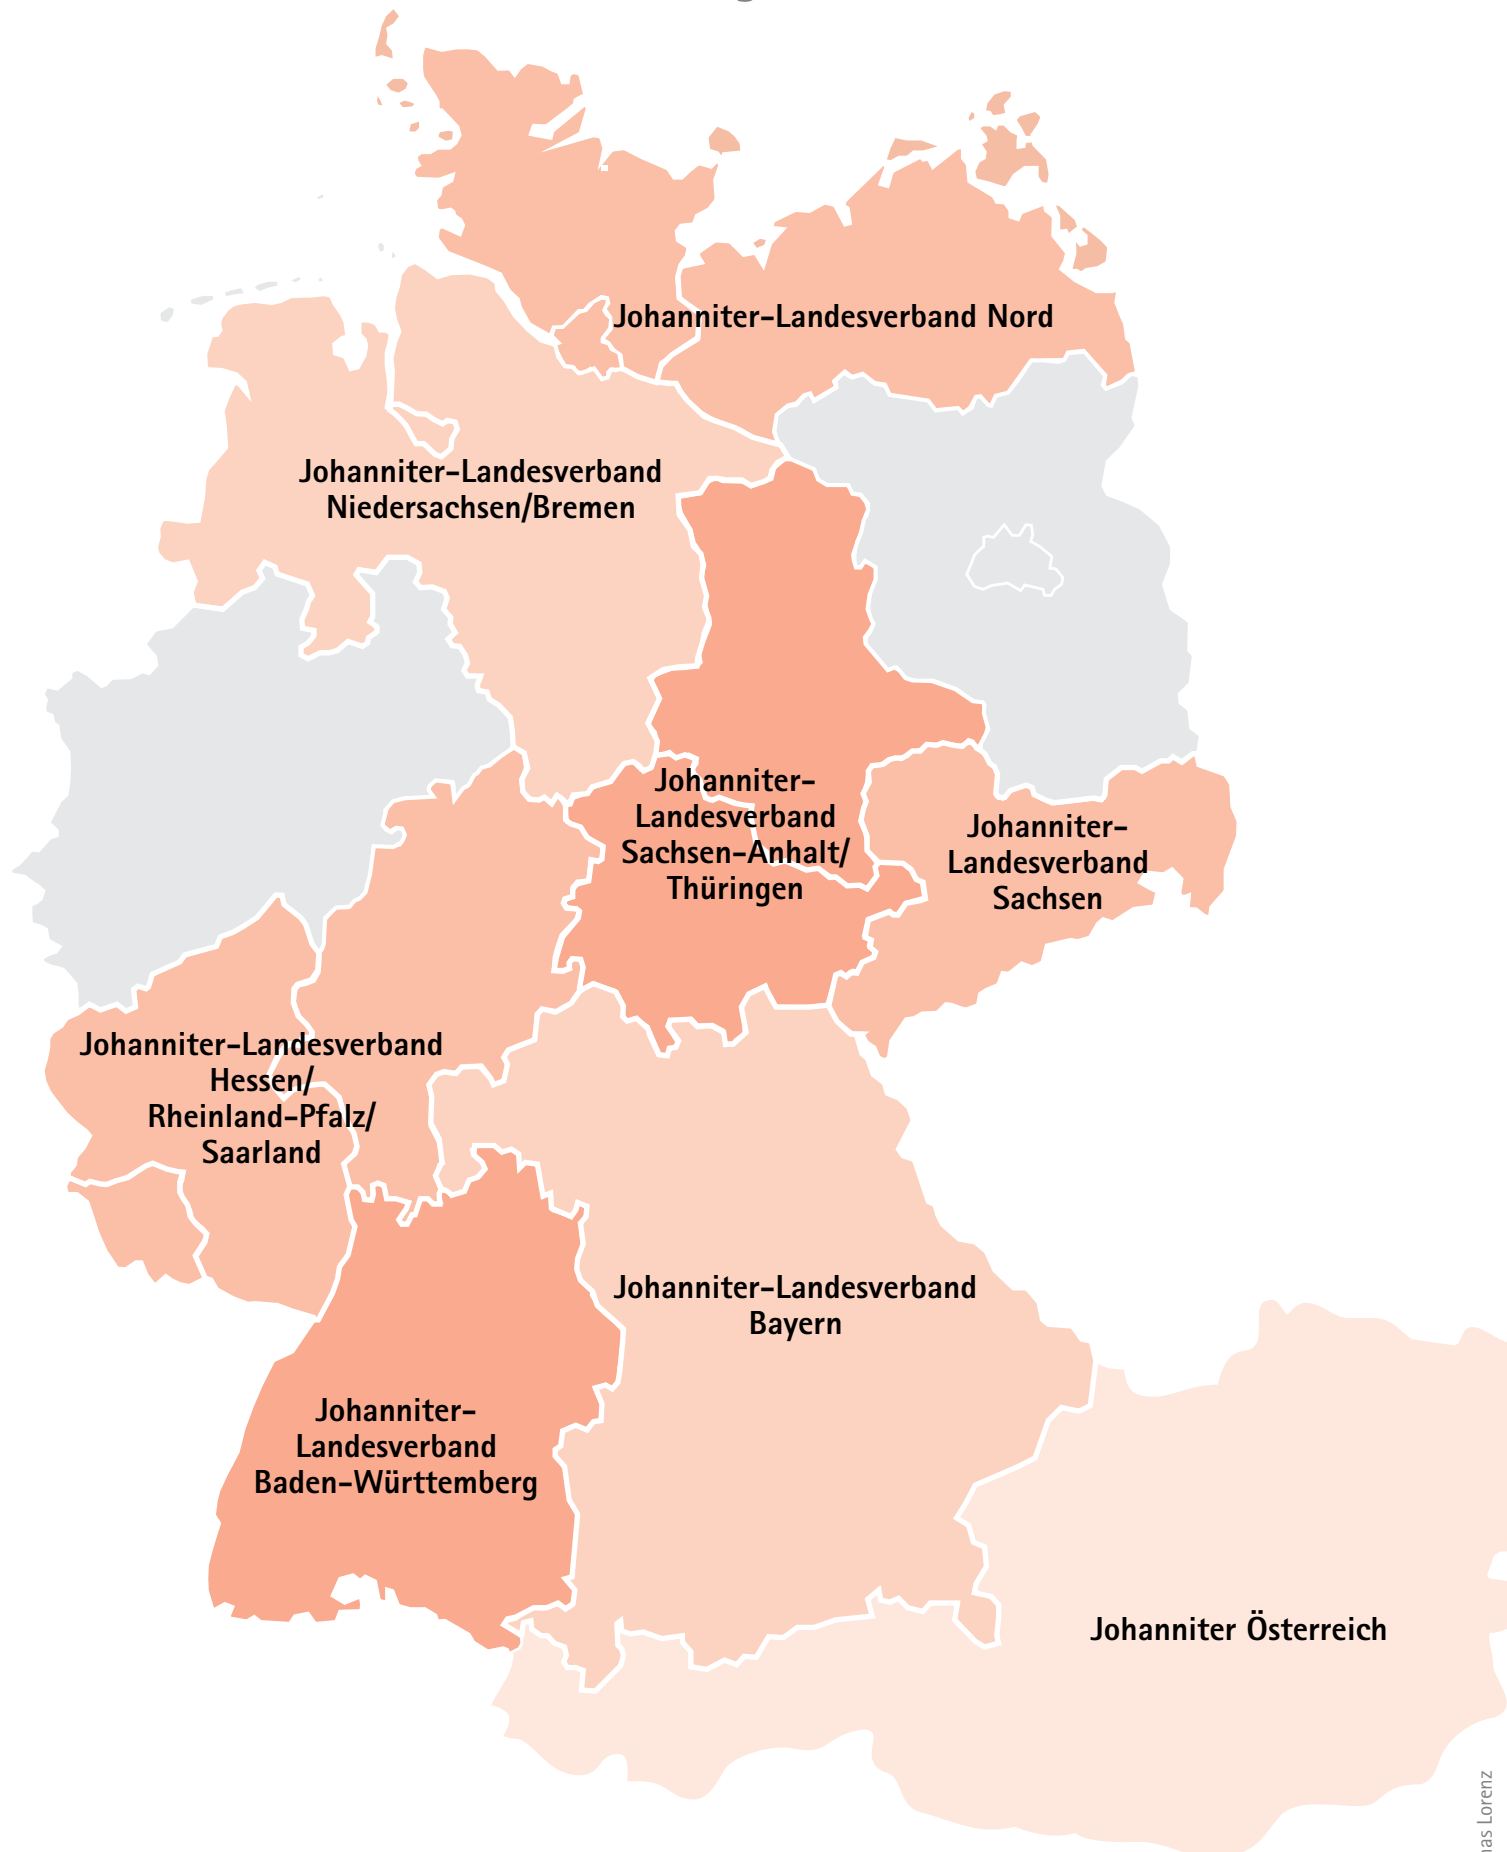 Johanniter-Landesverband Nord
Johanniter-Landesverband
Niedersachsen/Bremen
Johanniter-
Landesverband
Sachsen-Anhalt/
Thüringen
Johanniter-
Landesverband
Sachsen
Johanniter-Landesverband
Hessen/
Rheinland-Pfalz/
Saarland
Johanniter-Landesverband
Bayern
Johanniter-
Landesverband
Baden-Württemberg
Johanniter Österreich
Lorenz